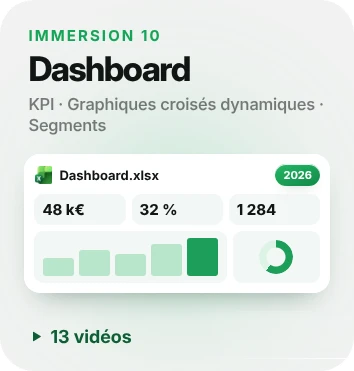 IMMERSION 10
Dashboard
KPI · Graphiques croisés dynamiques ·
Segments
Dashboard.xlsx
2026
48 k€
32 %
1 284
13 vidéos